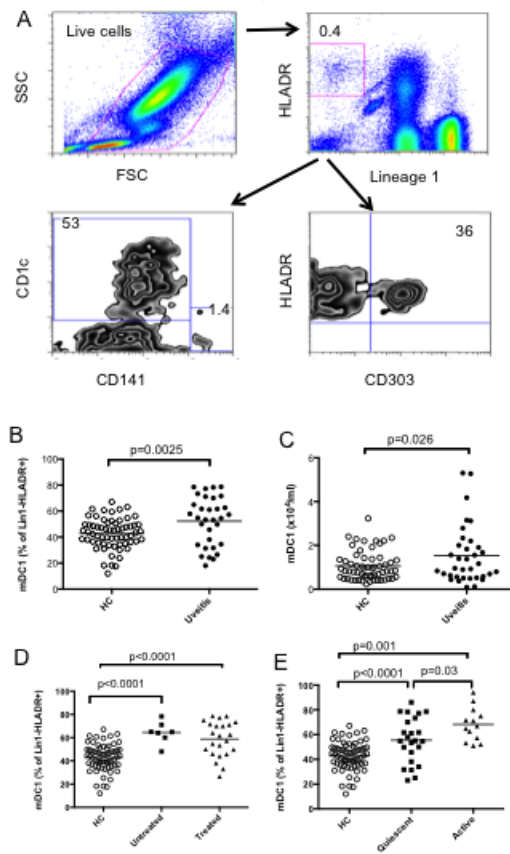 A
Live cells
SSC
FSC
0.4
HLADR
Lineage 1
53
1.4
CD1c
CD141
36
HLADR
CD303
B
p=0.0025
mDC1 (% of Lin1-HLADR+)
100
80
60
40
20
0
HC
Uveitis
C
p=0.026
mDC1 (x10⁴/ml)
6
4
2
0
HC
Uveitis
D
p<0.0001
p<0.0001
mDC1 (% of Lin1-HLADR+)
100
80
60
40
20
0
HC
Untreated
Treated
E
p=0.001
p<0.0001
p=0.03
mDC1 (% of Lin1-HLADR+)
100
80
60
40
20
0
HC
Quiescent
Active